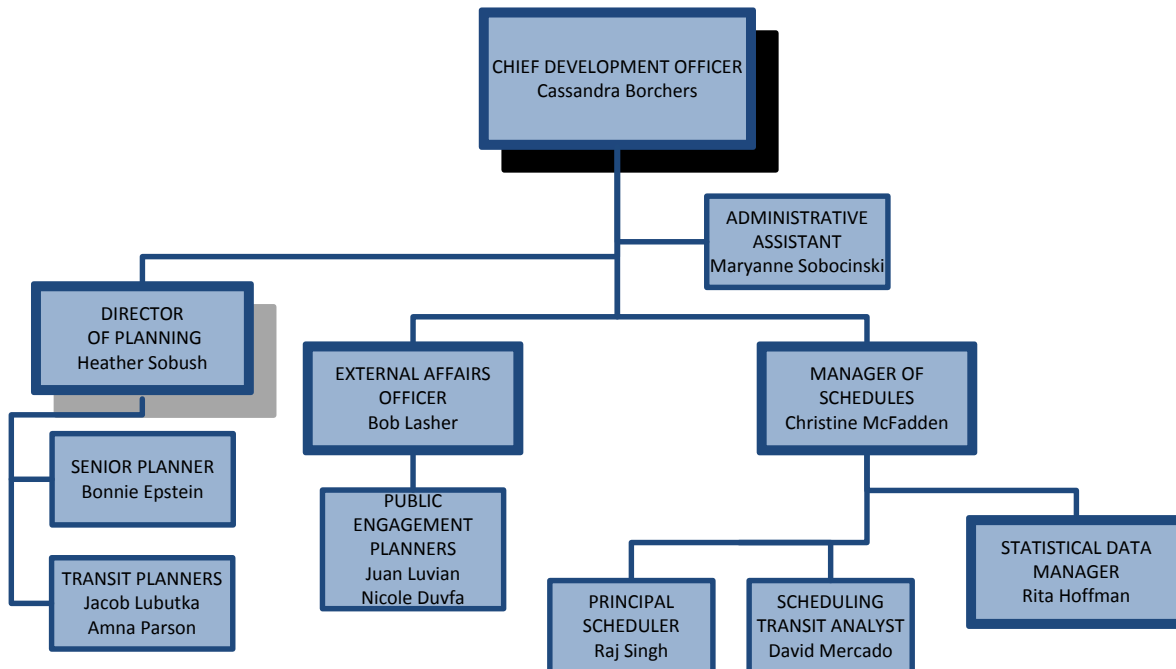 CHIEF DEVELOPMENT OFFICER
Cassandra Borchers
ADMINISTRATIVE
ASSISTANT
Maryanne Sobocinski
DIRECTOR
OF PLANNING
Heather Sobush
EXTERNAL AFFAIRS
OFFICER
Bob Lasher
MANAGER OF
SCHEDULES
Christine McFadden
SENIOR PLANNER
Bonnie Epstein
TRANSIT PLANNERS
Jacob Lubutka
Amna Parson
PUBLIC
ENGAGEMENT
PLANNERS
Juan Luvian
Nicole Duvfa
PRINCIPAL
SCHEDULER
Raj Singh
SCHEDULING
TRANSIT ANALYST
David Mercado
STATISTICAL DATA
MANAGER
Rita Hoffman